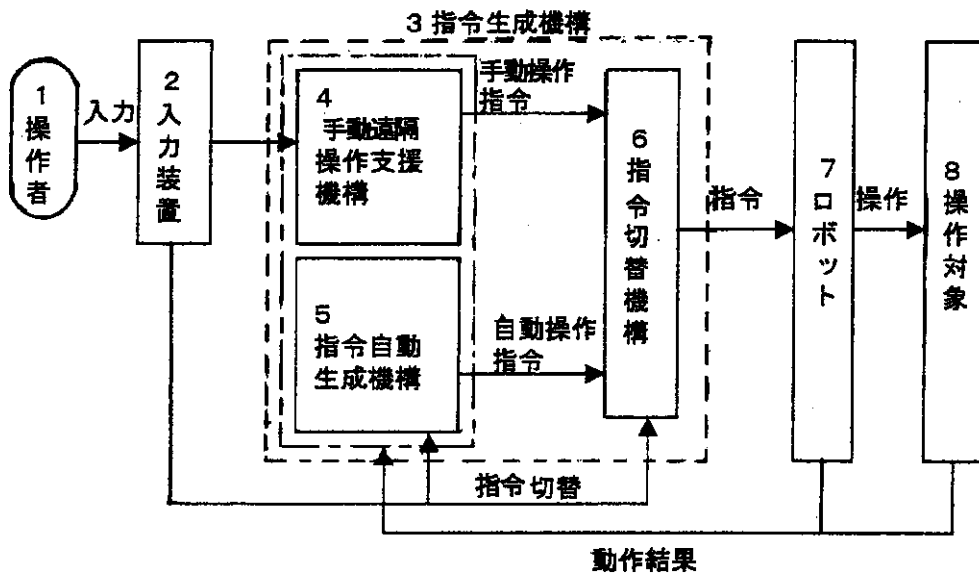 3 指令生成機構
1
操
作
者
入力
2
入
力
装
置
4
手動遠隔
操作支援
機構
手動操作
指令
5
指令自動
生成機構
自動操作
指令
6
指
令
切
替
機
構
指令
7
ロ
ボ
ッ
ト
操作
8
操
作
対
象
指令切替
動作結果